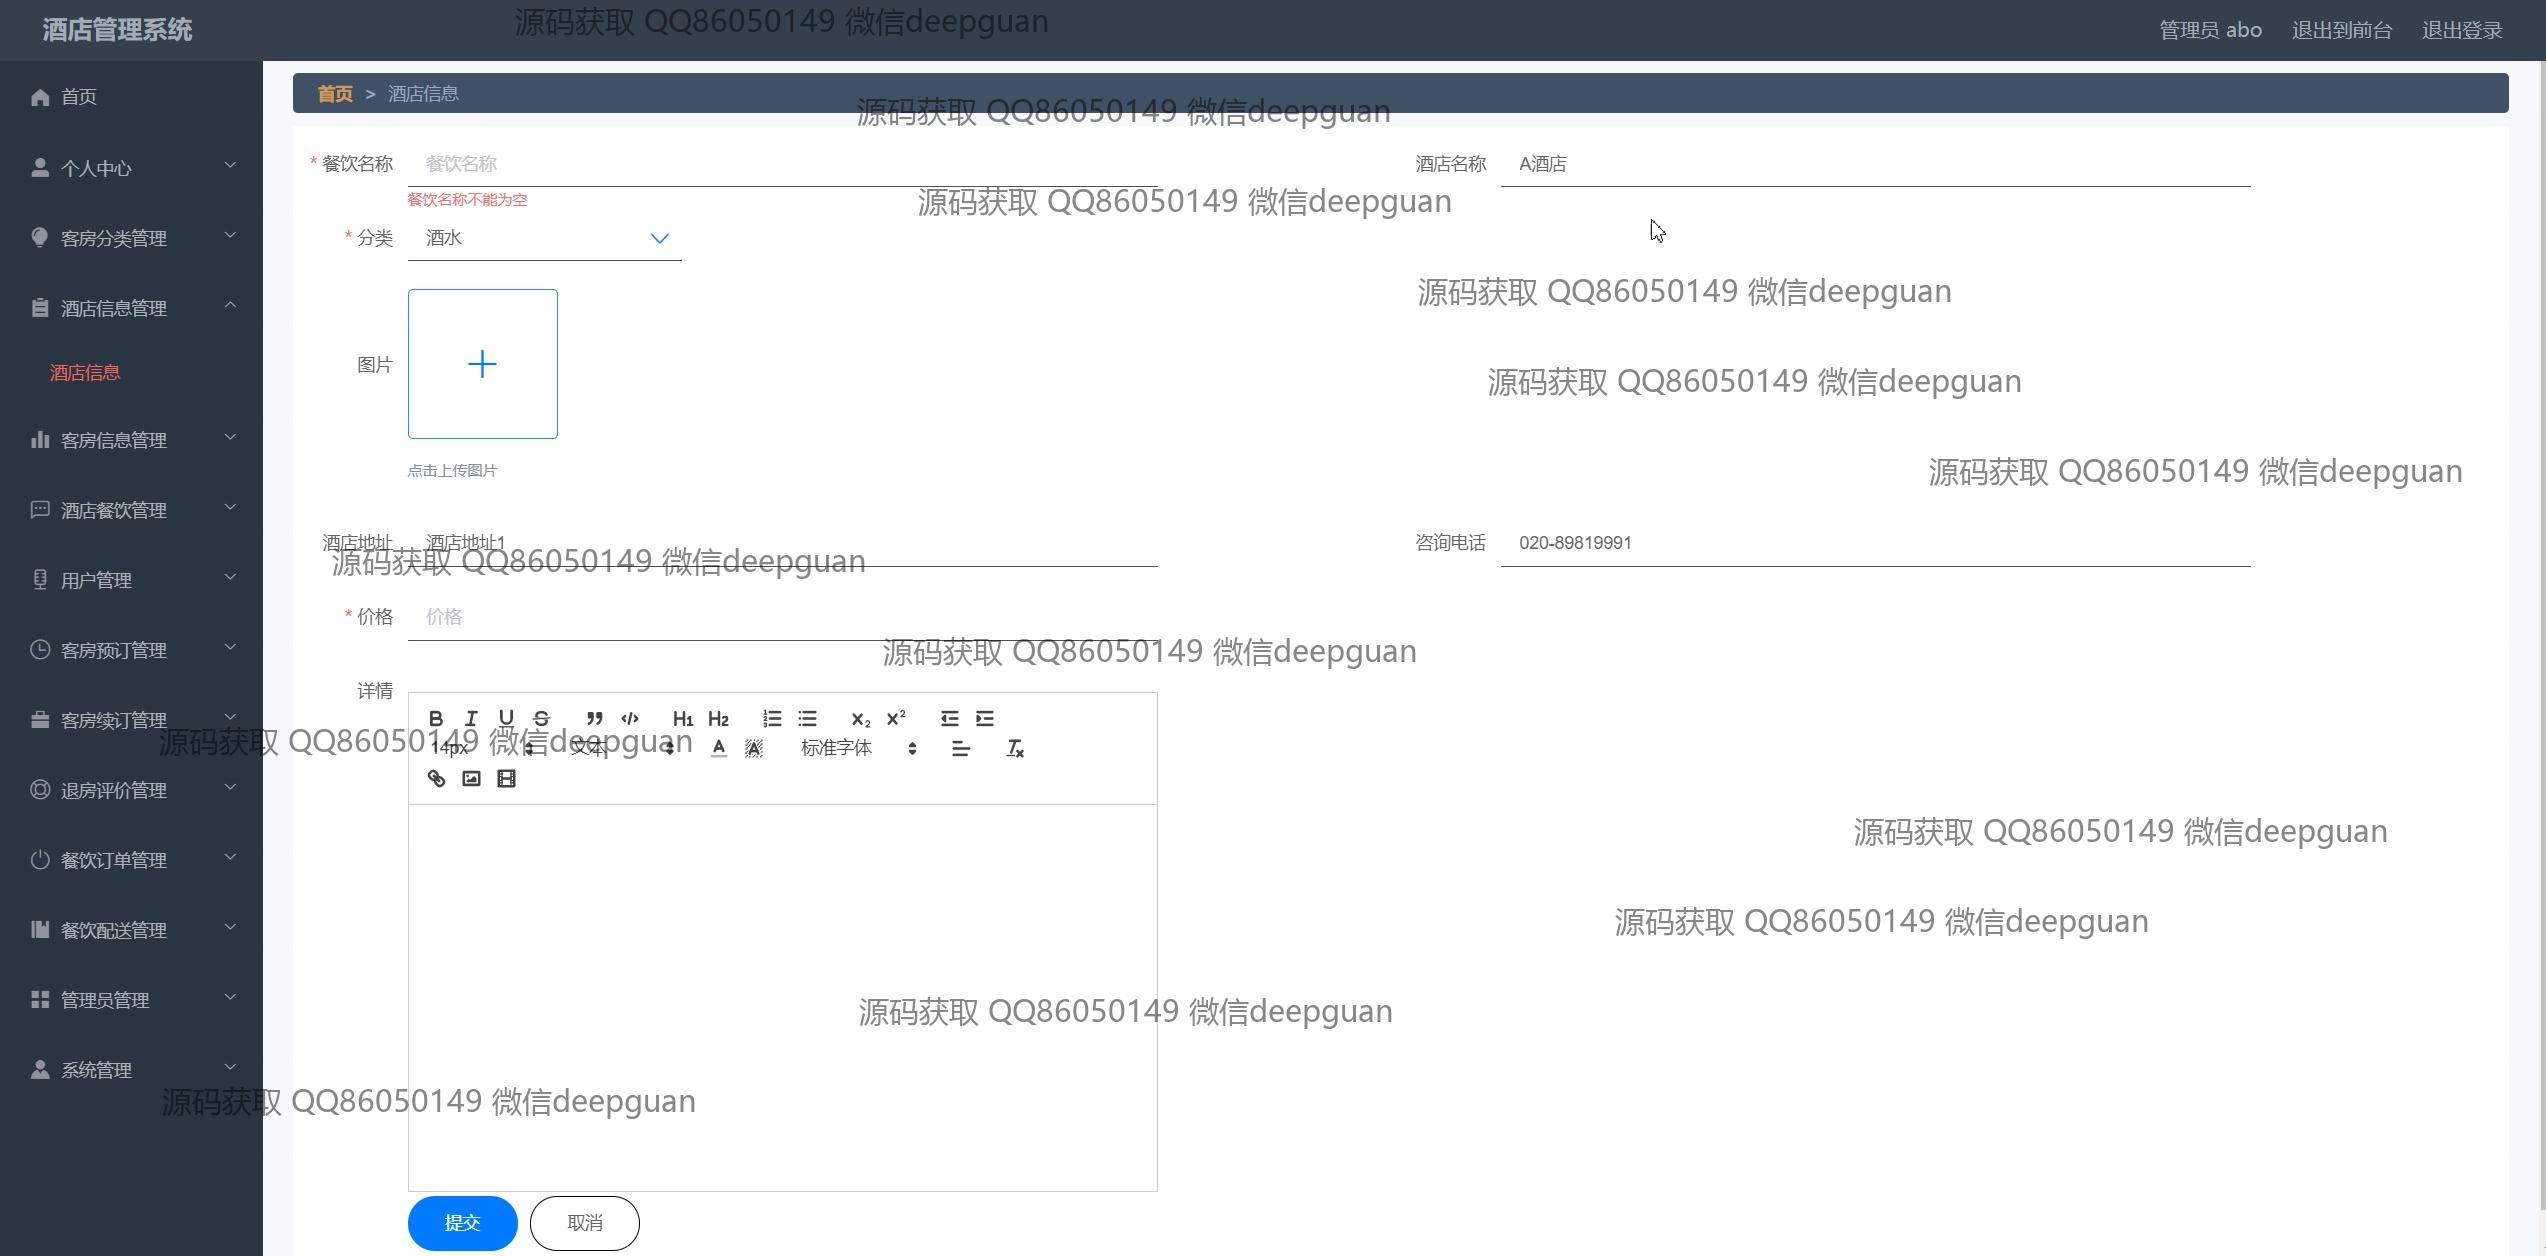 酒店管理系统
源码获取 QQ86050149 微信deepguan
管理员 abo
退出到前台
退出登录
首页
个人中心
客房分类管理
酒店信息管理
酒店信息
客房信息管理
酒店餐饮管理
用户管理
客房预订管理
客房续订管理
退房评价管理
餐饮订单管理
餐饮配送管理
管理员管理
系统管理
首页 > 酒店信息
源码获取 QQ86050149 微信deepguan
* 餐饮名称 餐饮名称
酒店名称 A酒店
餐饮名称不能为空
源码获取 QQ86050149 微信deepguan
* 分类 酒水
源码获取 QQ86050149 微信deepguan
图片
源码获取 QQ86050149 微信deepguan
点击上传图片
源码获取 QQ86050149 微信deepguan
酒店地址 酒店地址1
咨询电话 020-89819991
源码获取 QQ86050149 微信deepguan
* 价格 价格
源码获取 QQ86050149 微信deepguan
详情
B I U S H1 H2 x2 x2
14px 文本 A A 标准字体
源码获取 QQ86050149 微信deepguan
源码获取 QQ86050149 微信deepguan
源码获取 QQ86050149 微信deepguan
源码获取 QQ86050149 微信deepguan
源码获取 QQ86050149 微信deepguan
提交
取消